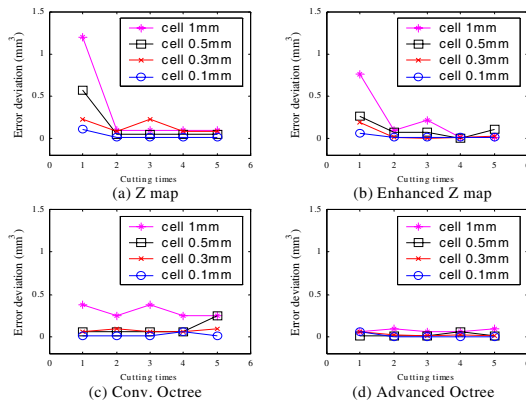 1.5
1
0.5
0
Error deviation (mm³)
cell 1mm
cell 0.5mm
cell 0.3mm
cell 0.1mm
0 1 2 3 4 5 6
Cutting times
(a) Z map
1.5
1
0.5
0
Error deviation (mm³)
cell 1mm
cell 0.5mm
cell 0.3mm
cell 0.1mm
0 1 2 3 4 5 6
Cutting times
(b) Enhanced Z map
1.5
1
0.5
0
Error deviation (mm³)
cell 1mm
cell 0.5mm
cell 0.3mm
cell 0.1mm
0 1 2 3 4 5 6
Cutting times
(c) Conv. Octree
1.5
1
0.5
0
Error deviation (mm³)
cell 1mm
cell 0.5mm
cell 0.3mm
cell 0.1mm
0 1 2 3 4 5 6
Cutting times
(d) Advanced Octree